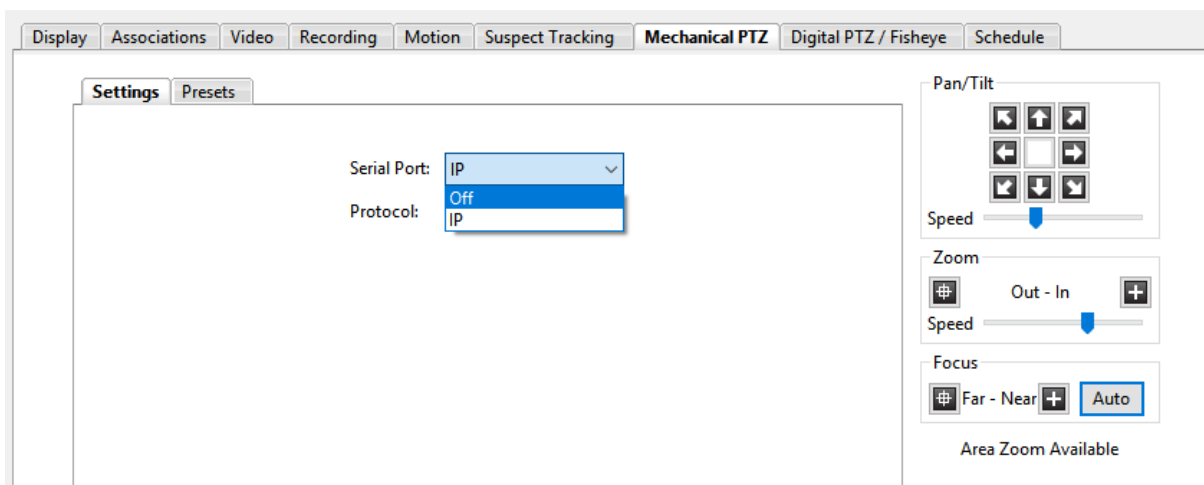 Display Associations Video Recording Motion Suspect Tracking Mechanical PTZ Digital PTZ / Fisheye Schedule
Settings Presets
Serial Port: IP
Off
Protocol:
IP
Pan/Tilt
Speed
Zoom
Out - In
Speed
Focus
Far - Near Auto
Area Zoom Available